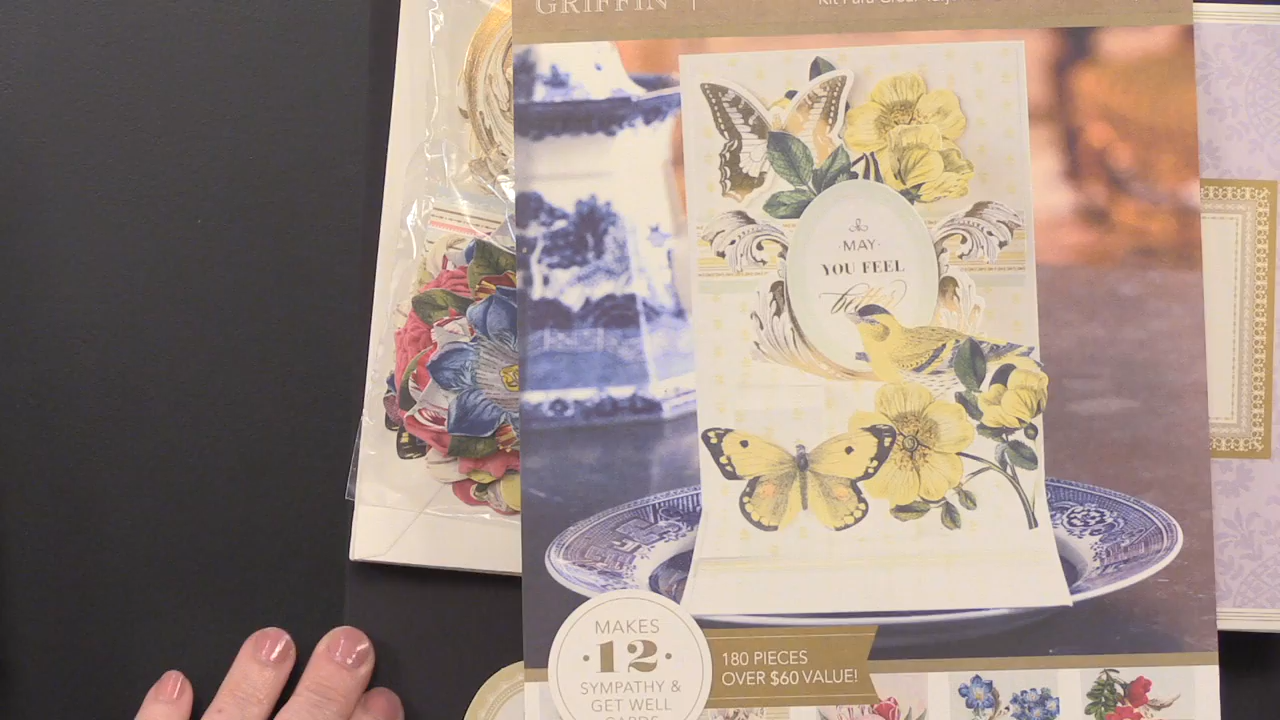 GRIFFIN
MAY
YOU FEEL
better
MAKES
·12·
SYMPATHY &
GET WELL
CARDS
180 PIECES
OVER $60 VALUE!